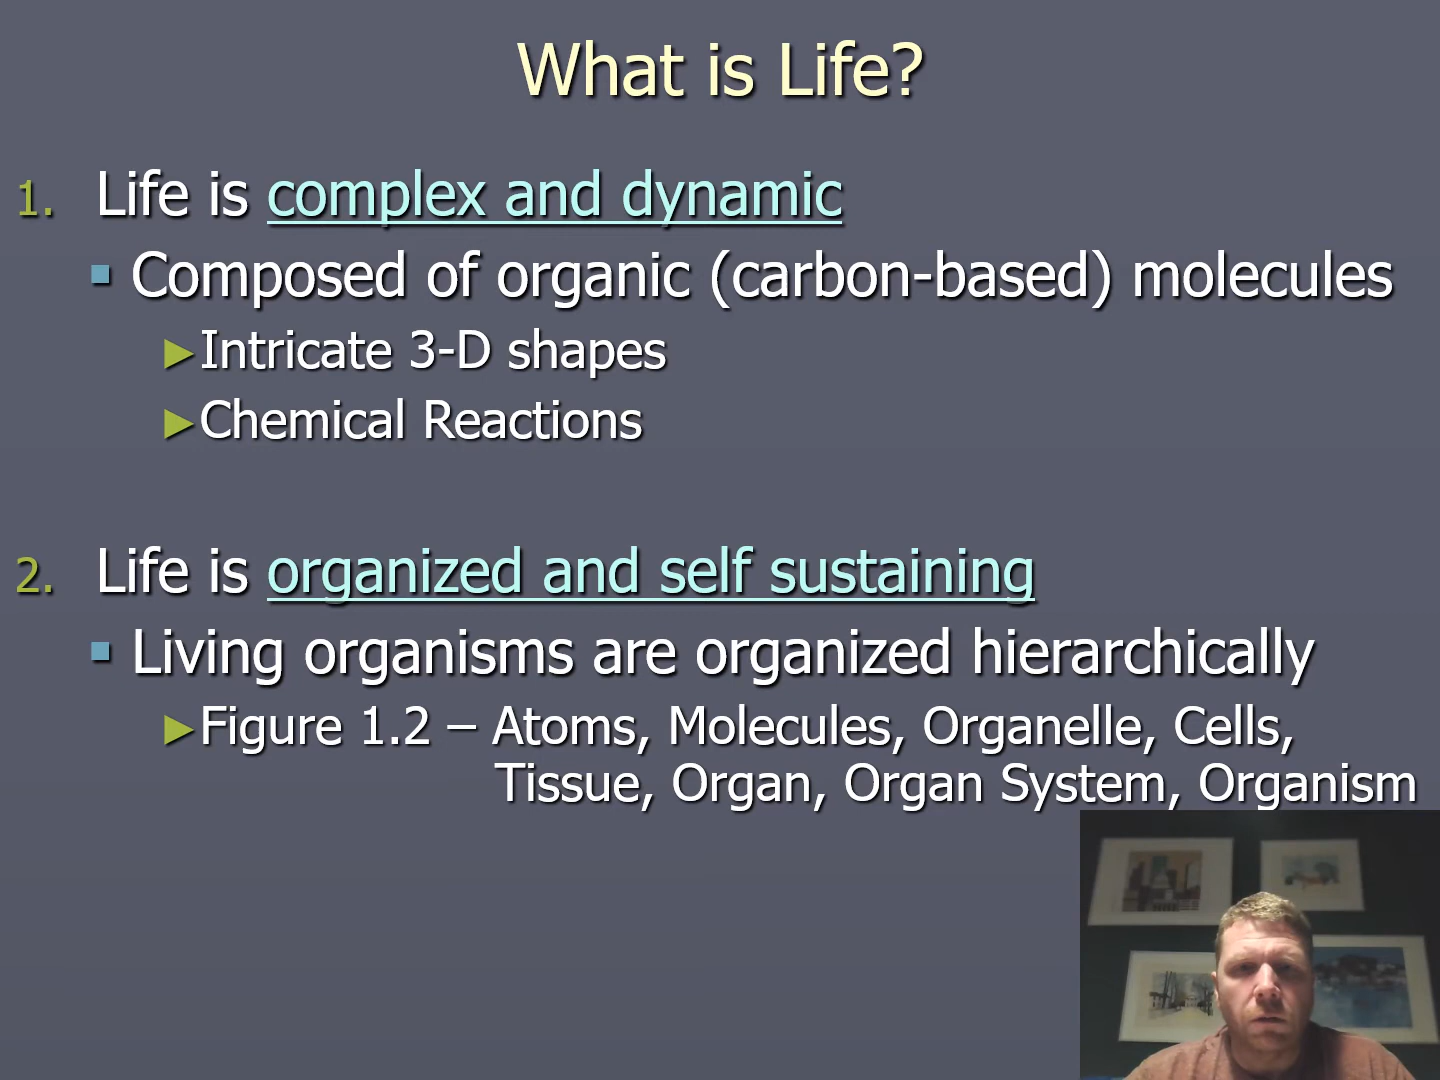 What is Life?
1. Life is complex and dynamic
▪ Composed of organic (carbon-based) molecules
►Intricate 3-D shapes
►Chemical Reactions
2. Life is organized and self sustaining
▪ Living organisms are organized hierarchically
►Figure 1.2 – Atoms, Molecules, Organelle, Cells,
Tissue, Organ, Organ System, Organism